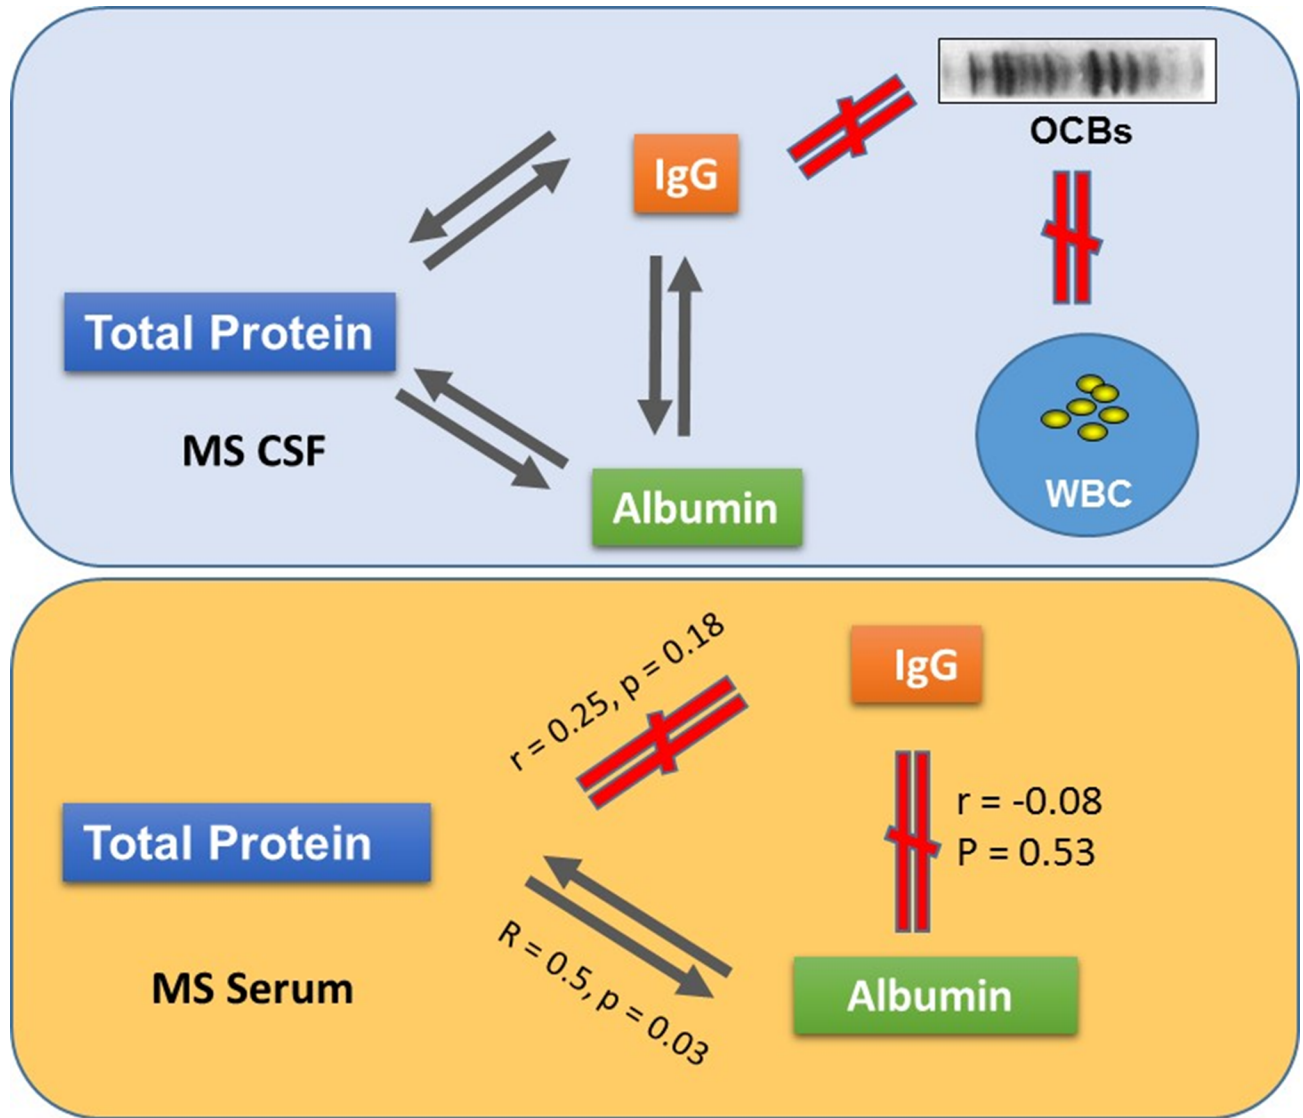 OCBs
IgG
Total Protein
MS CSF
Albumin
WBC
r = 0.25, p = 0.18
IgG
r = -0.08
P = 0.53
Total Protein
R = 0.5, p = 0.03
MS Serum
Albumin